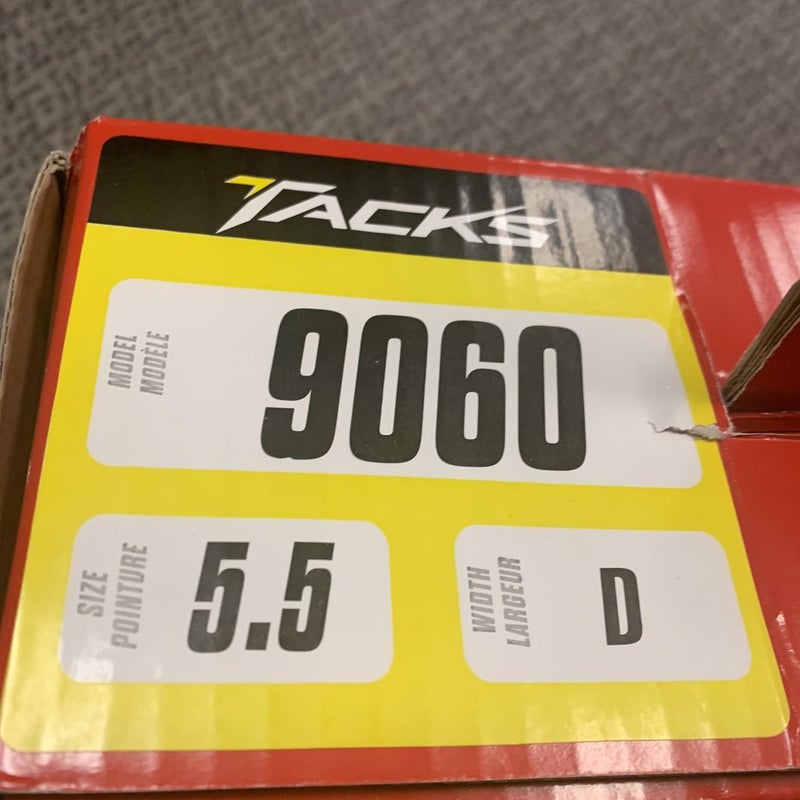 TACKS
MODEL
MODÈLE
9060
SIZE
POINTURE
5.5
WIDTH
LARGEUR
D